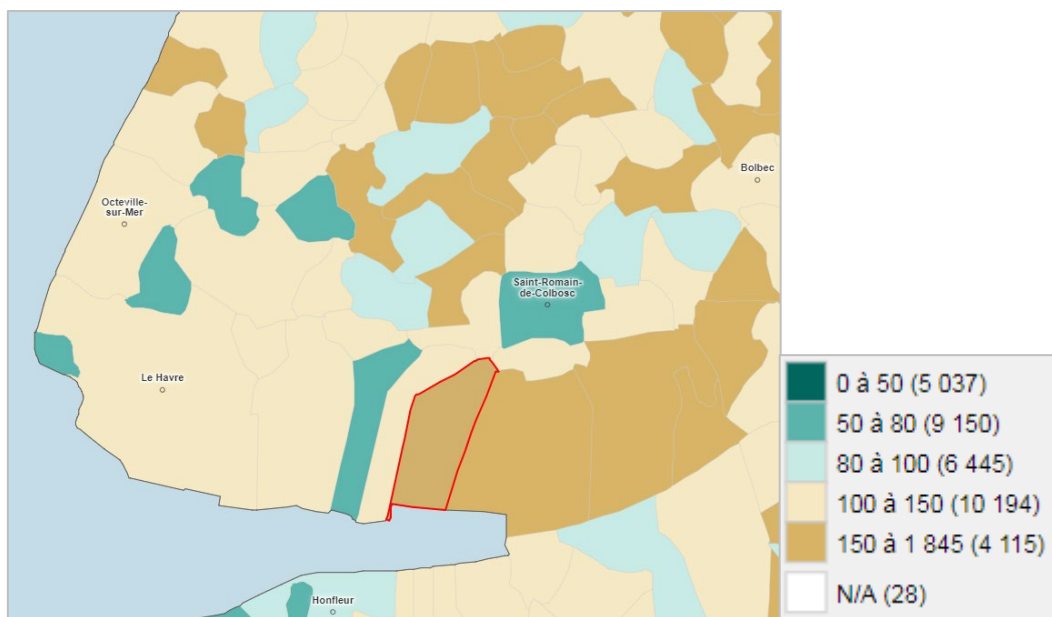 Bolbec
Octeville-
sur-Mer
Saint-Romain-
de-Colbosc
Le Havre
Honfleur
0 à 50 (5 037)
50 à 80 (9 150)
80 à 100 (6 445)
100 à 150 (10 194)
150 à 1 845 (4 115)
N/A (28)